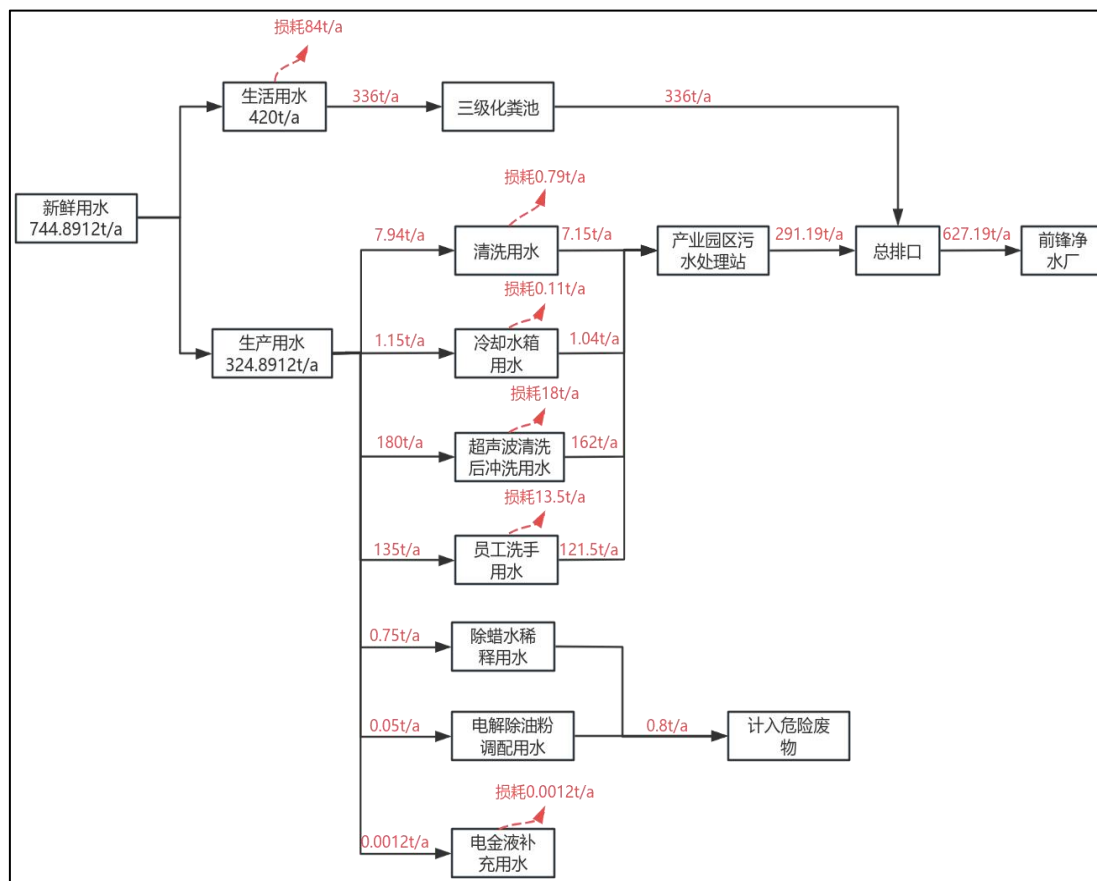 损耗84t/a
生活用水
420t/a
336t/a
三级化粪池
336t/a
新鲜用水
744.8912t/a
损耗0.79t/a
7.94t/a
清洗用水
7.15t/a
产业园区污
水处理站
291.19t/a
总排口
627.19t/a
前锋净
水厂
损耗0.11t/a
生产用水
324.8912t/a
1.15t/a
冷却水箱
用水
1.04t/a
损耗18t/a
180t/a
超声波清洗
后冲洗用水
162t/a
损耗13.5t/a
135t/a
员工洗手
用水
121.5t/a
0.75t/a
除蜡水稀
释用水
0.05t/a
电解除油粉
调配用水
0.8t/a
计入危险废
物
损耗0.0012t/a
0.0012t/a
电金液补
充用水